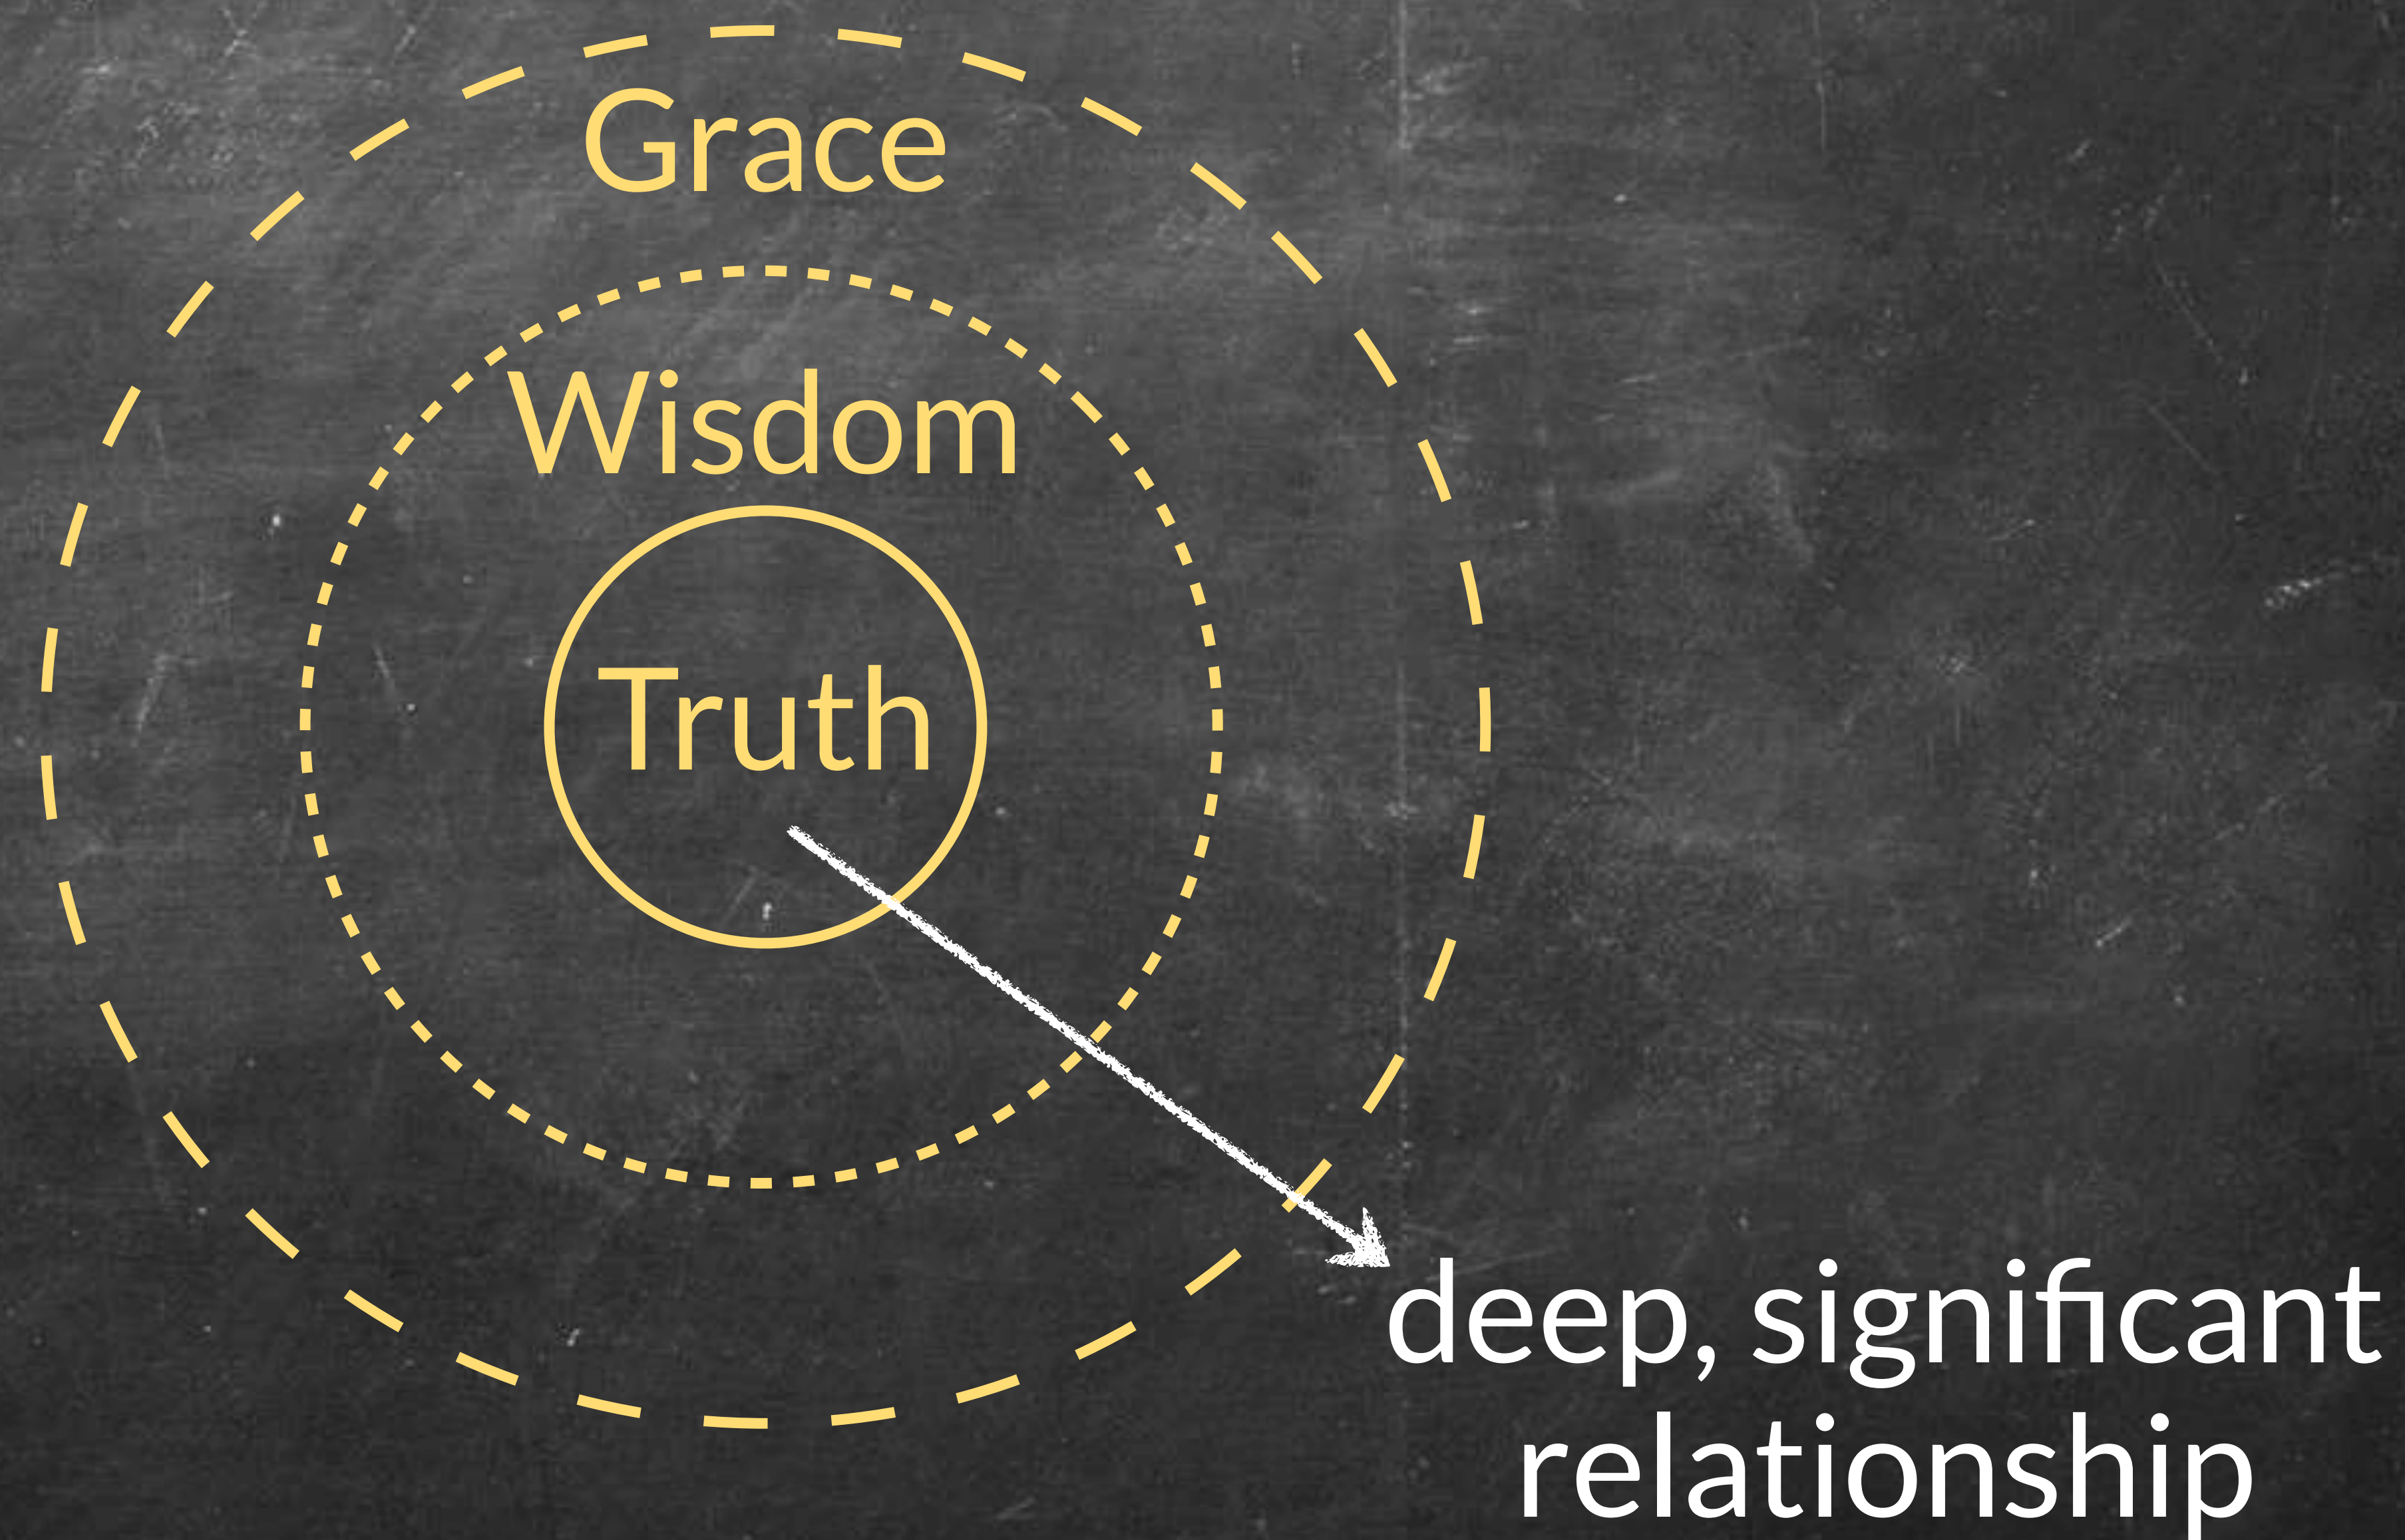 Grace
Wisdom
Truth
deep, significant
relationship